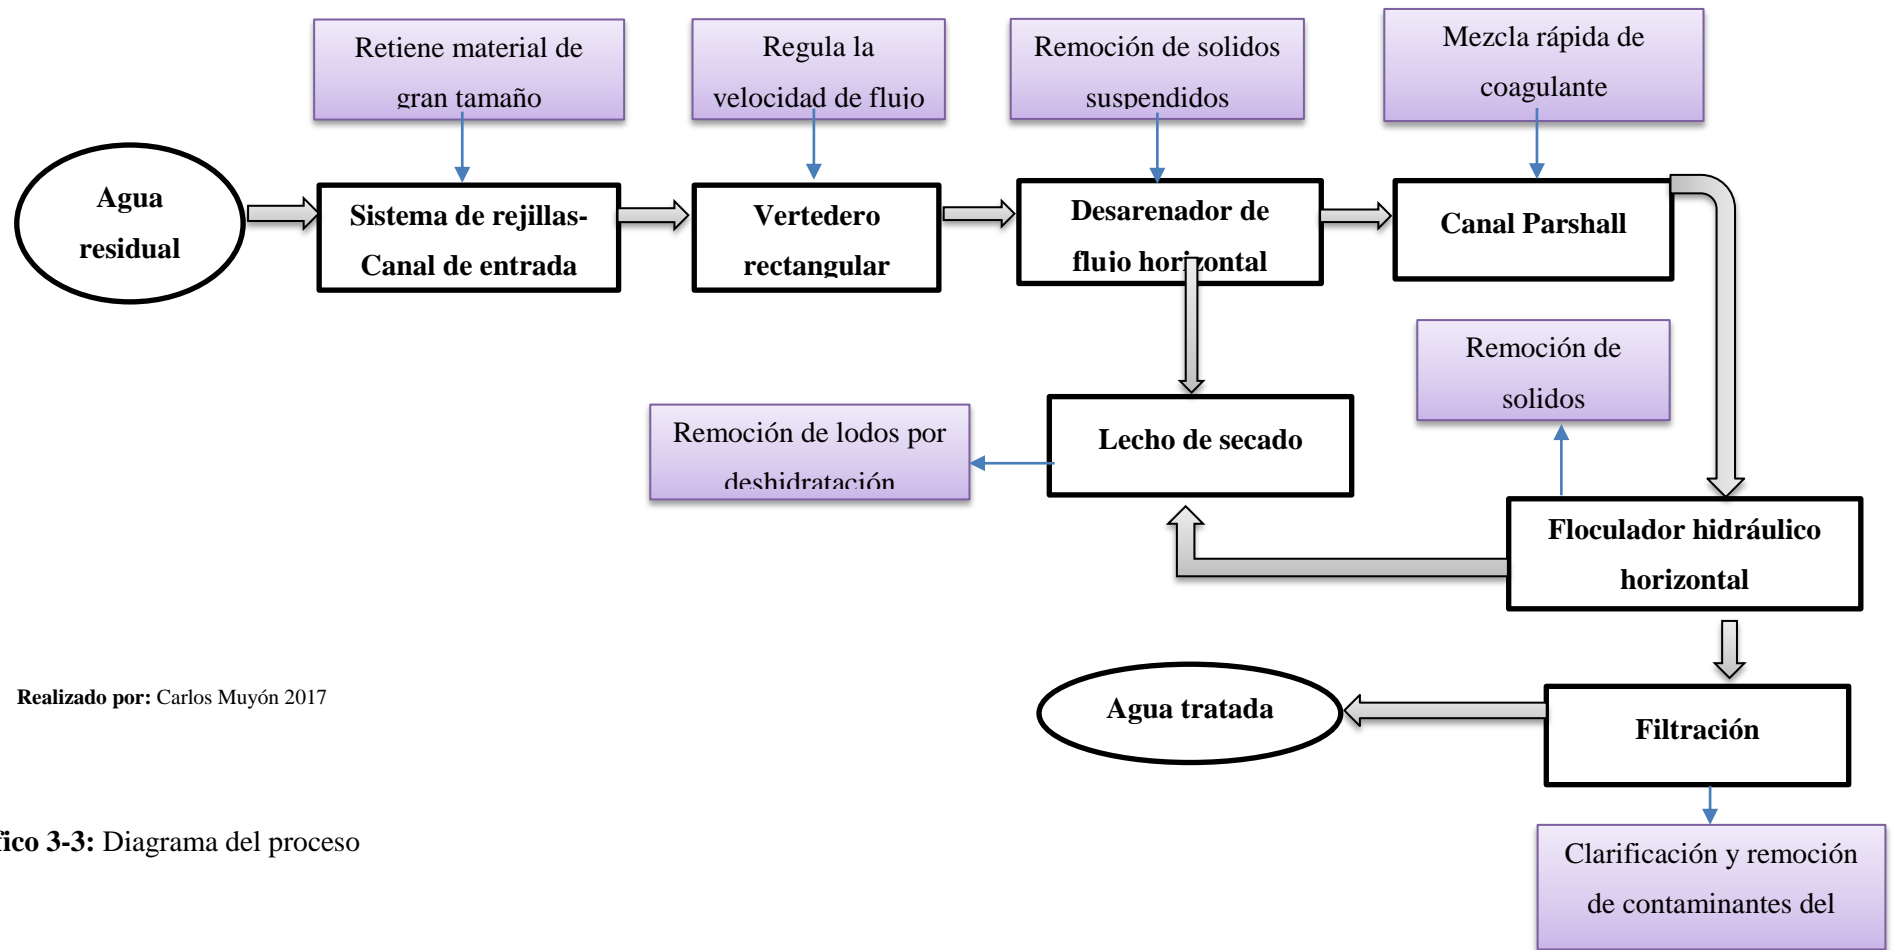 Retiene material de
gran tamaño
Regula la
velocidad de flujo
Remoción de solidos
suspendidos
Mezcla rápida de
coagulante
Agua
residual
Sistema de rejillas-
Canal de entrada
Vertedero
rectangular
Desarenador de
flujo horizontal
Canal Parshall
Remoción de
solidos
Remoción de lodos por
deshidratación
Lecho de secado
Floculador hidráulico
horizontal
Realizado por: Carlos Muyón 2017
Agua tratada
Filtración
fico 3-3: Diagrama del proceso
Clarificación y remoción
de contaminantes del